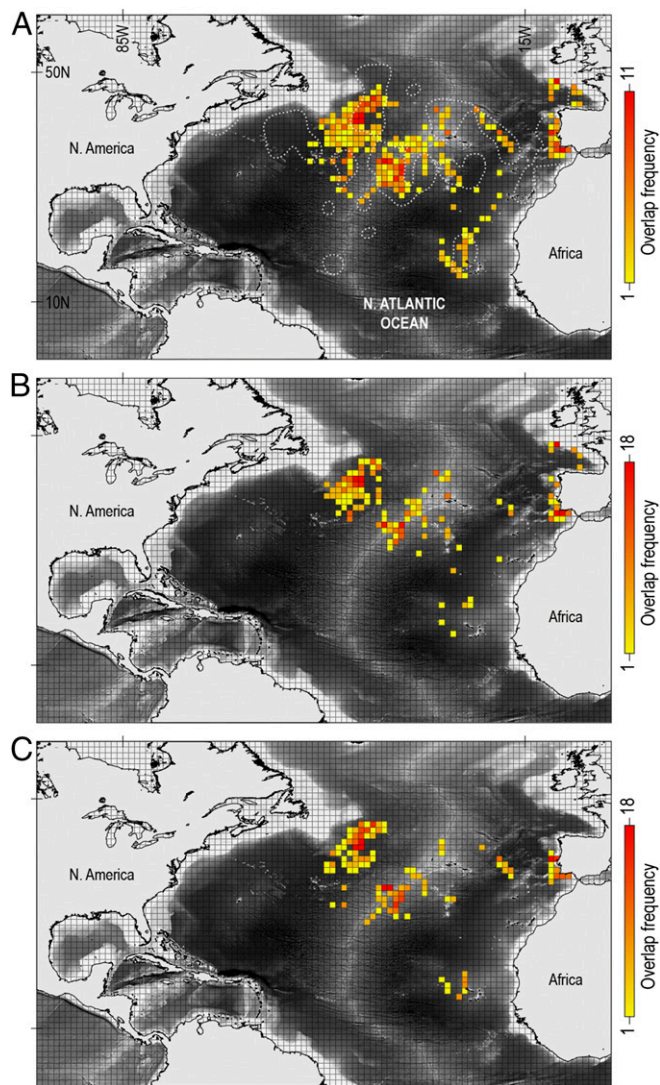 A
85W
15W
50N
N. America
Africa
10N
N. ATLANTIC
OCEAN
11
Overlap frequency
1
B
N. America
Africa
18
Overlap frequency
1
C
N. America
Africa
18
Overlap frequency
1